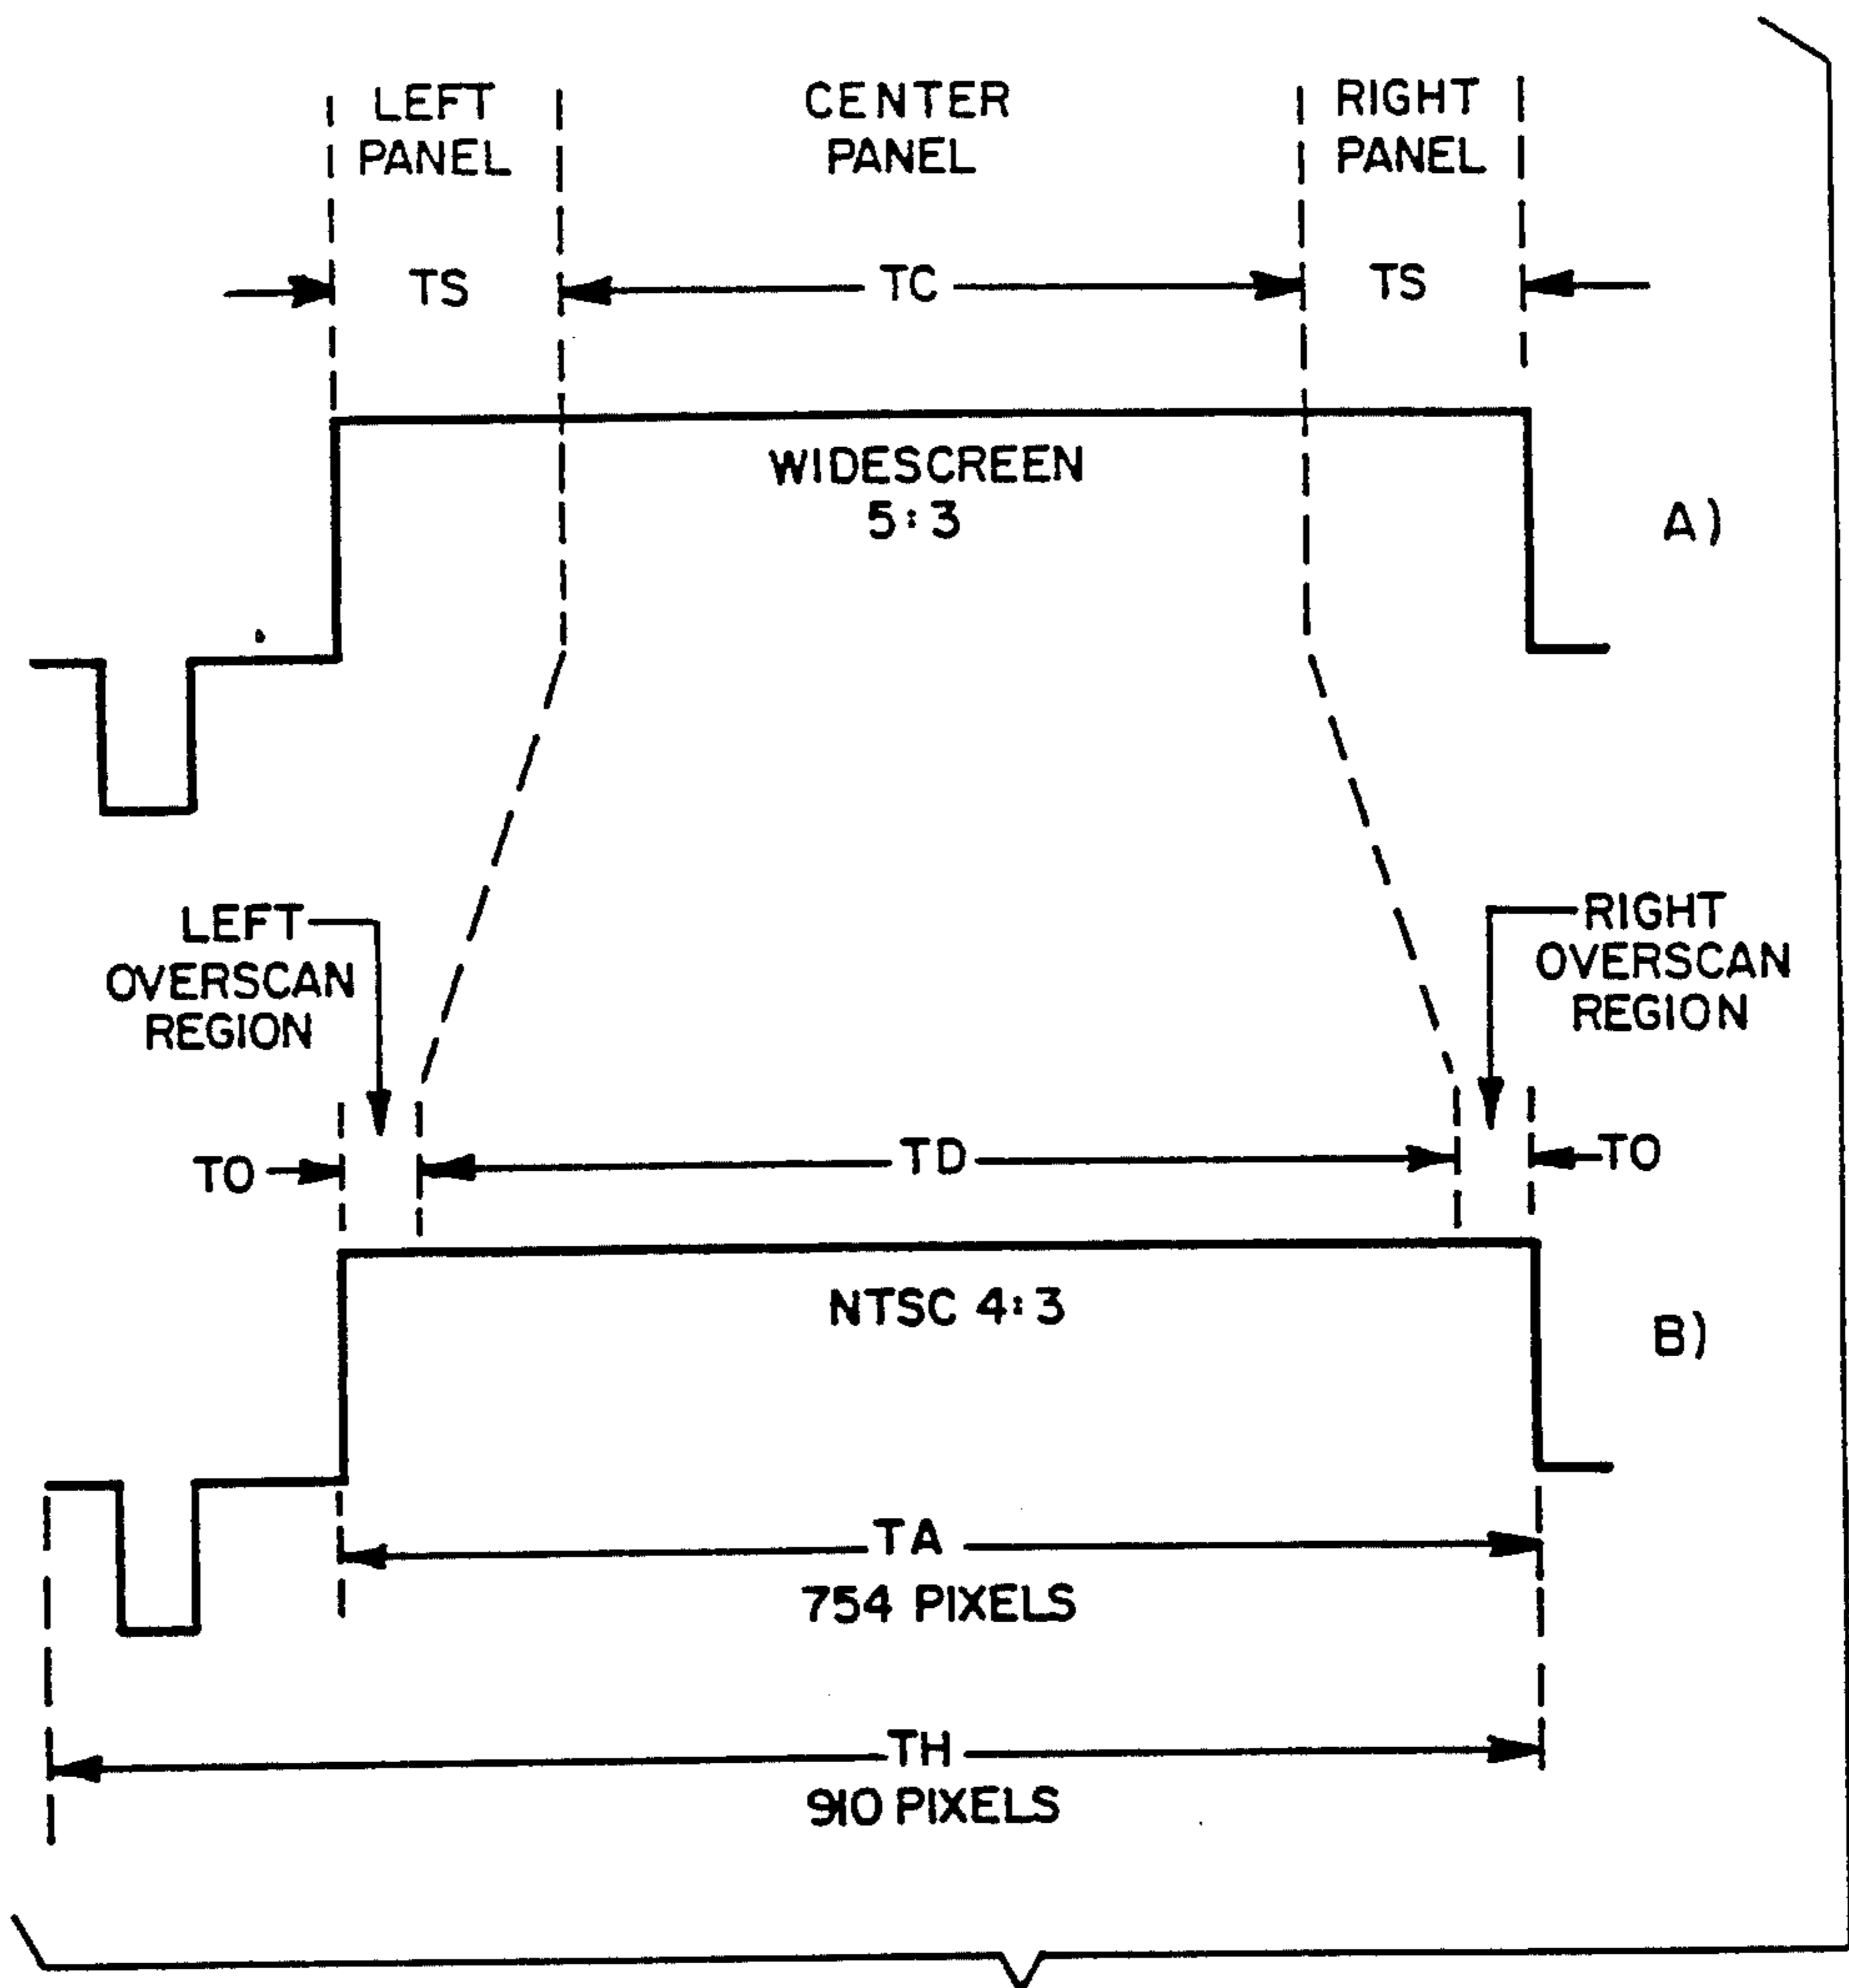 LEFT
PANEL
CENTER
PANEL
RIGHT
PANEL
TS
TC
TS
WIDESCREEN
5:3
A)
LEFT
OVERSCAN
REGION
RIGHT
OVERSCAN
REGION
TO
TD
TO
NTSC 4:3
B)
TA
754 PIXELS
TH
910 PIXELS